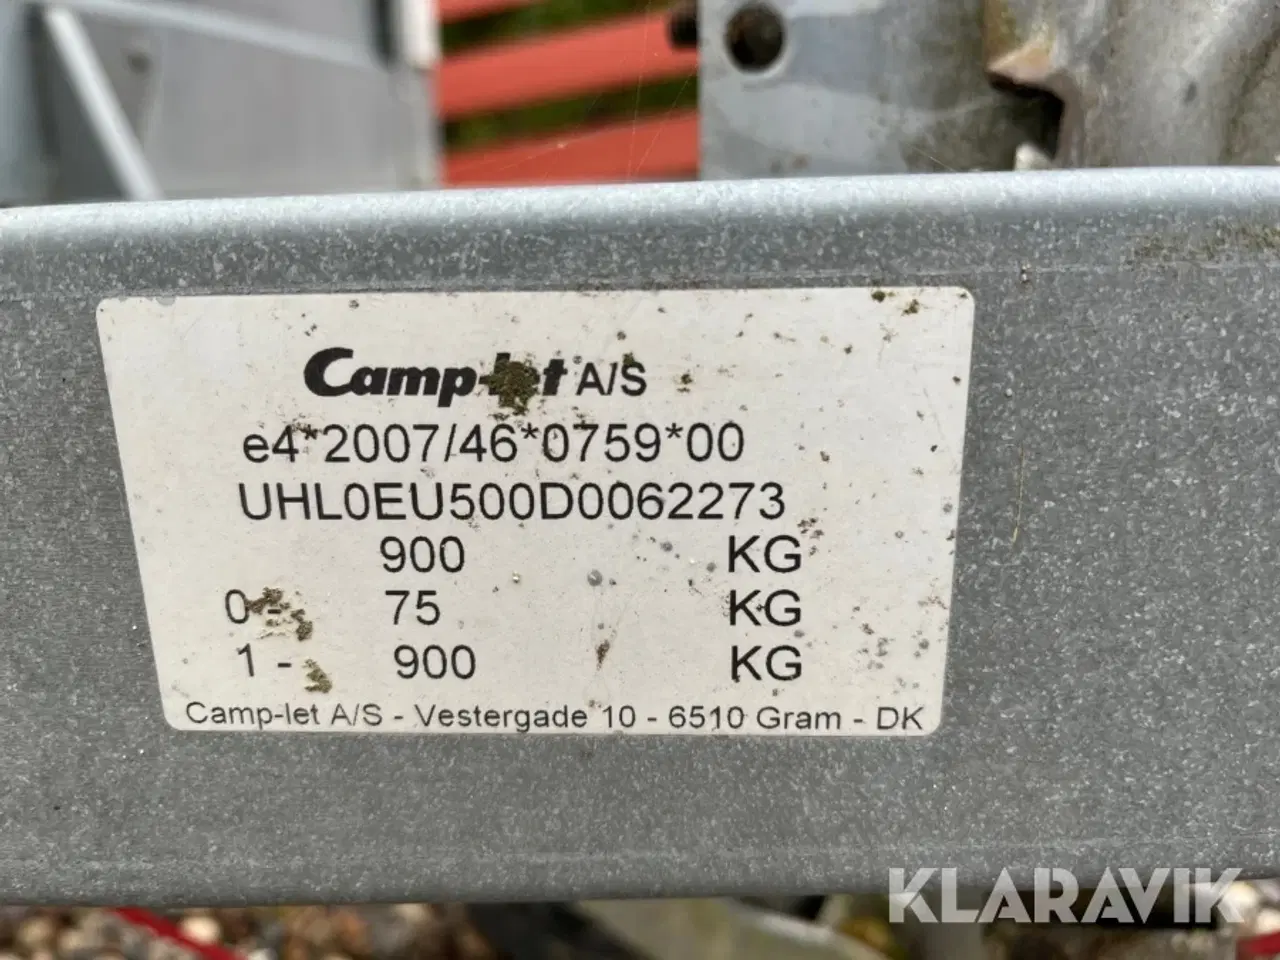 Camp-let A/S
e4*2007/46*0759*00
UHL0EU500D0062273
900 KG
0 - 75 KG
1 - 900 KG
Camp-let A/S - Vestergade 10 - 6510 Gram - DK
KLARAVIK